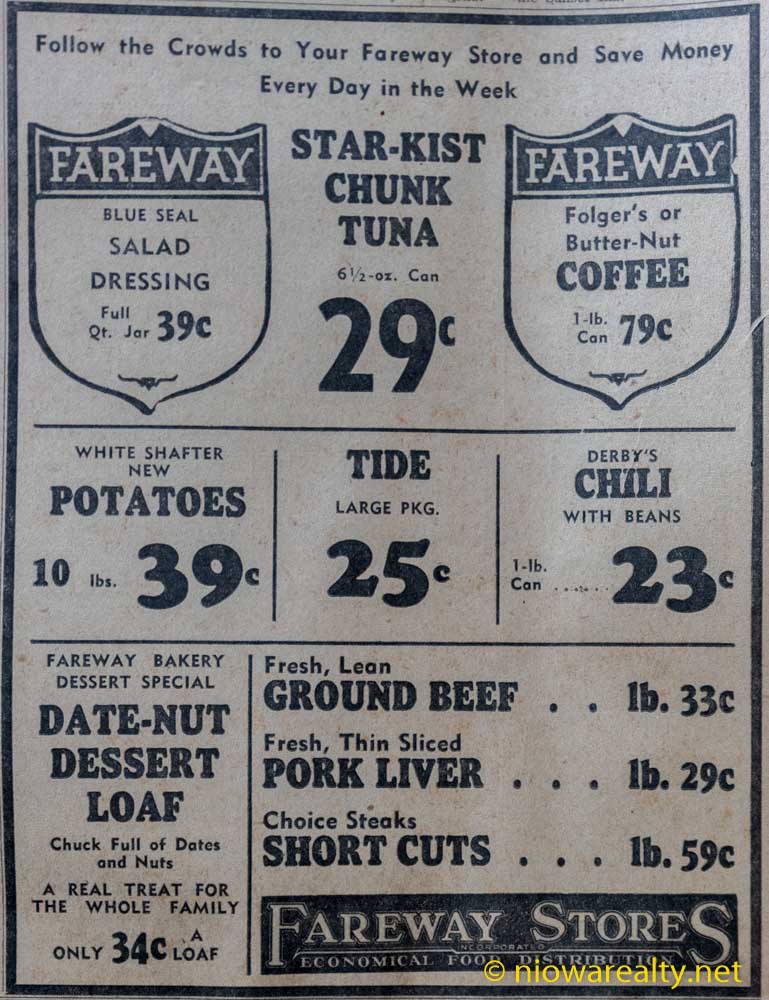 Follow the Crowds to Your Fareway Store and Save Money
Every Day in the Week
FAREWAY
BLUE SEAL
SALAD
DRESSING
Full
Qt. Jar 39c
STAR-KIST
CHUNK
TUNA
6½-oz. Can
29c
FAREWAY
Folger's or
Butter-Nut
COFFEE
1-lb.
Can 79c
WHITE SHAFTER
NEW
POTATOES
10 lbs. 39c
TIDE
LARGE PKG.
25c
DERBY'S
CHILI
WITH BEANS
1-lb.
Can ...... 23c
FAREWAY BAKERY
DESSERT SPECIAL
DATE-NUT
DESSERT
LOAF
Chuck Full of Dates
and Nuts
A REAL TREAT FOR
THE WHOLE FAMILY
ONLY 34c A LOAF
Fresh, Lean
GROUND BEEF . . lb. 33c
Fresh, Thin Sliced
PORK LIVER . . . lb. 29c
Choice Steaks
SHORT CUTS . . . lb. 59c
FAREWAY STORES
INCORPORATED
ECONOMICAL FOOD DISTRIBUTION
© niowarealty.net